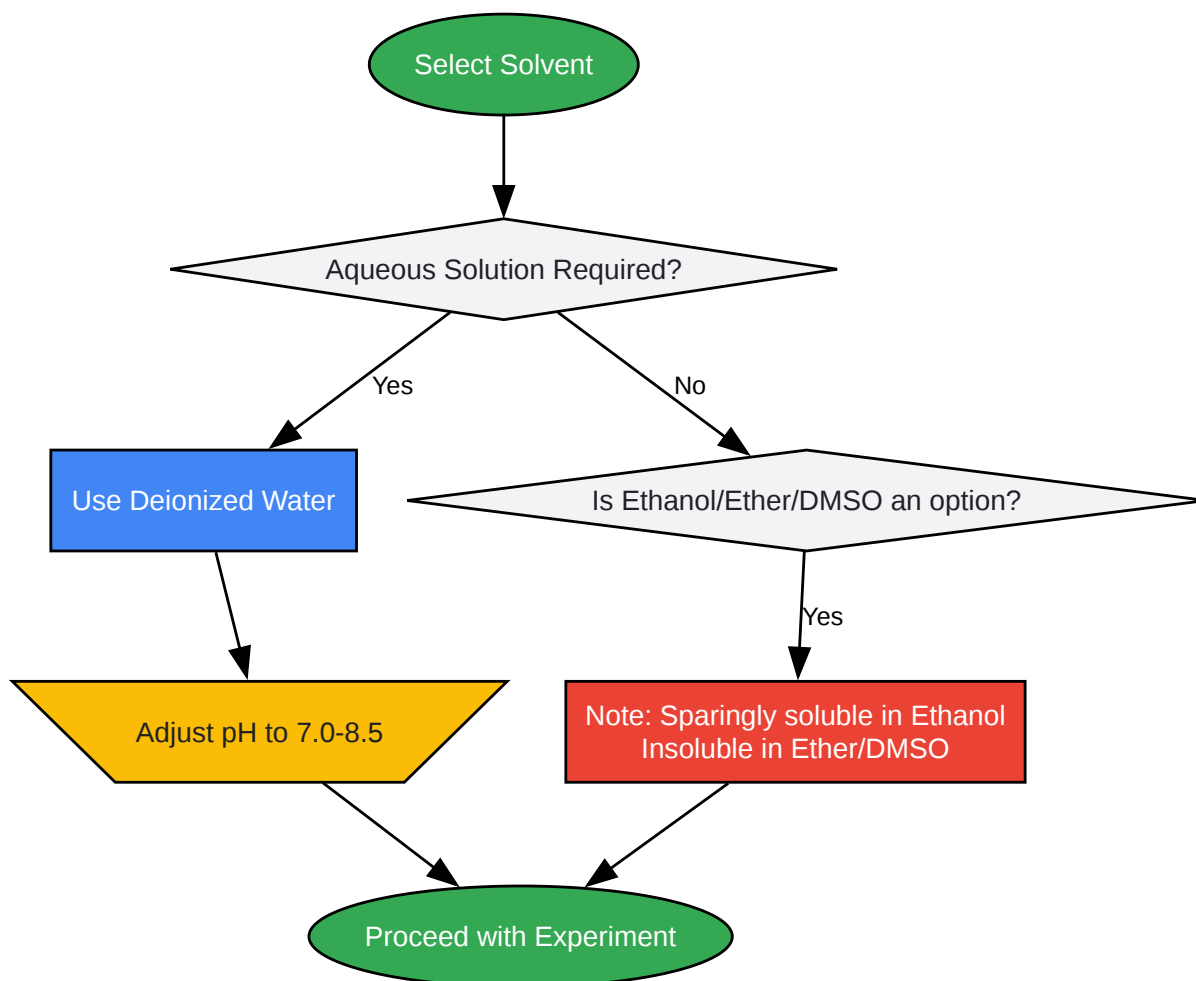 Select Solvent
Aqueous Solution Required?
Yes
No
Use Deionized Water
Is Ethanol/Ether/DMSO an option?
Yes
Adjust pH to 7.0-8.5
Note: Sparingly soluble in Ethanol
Insoluble in Ether/DMSO
Proceed with Experiment